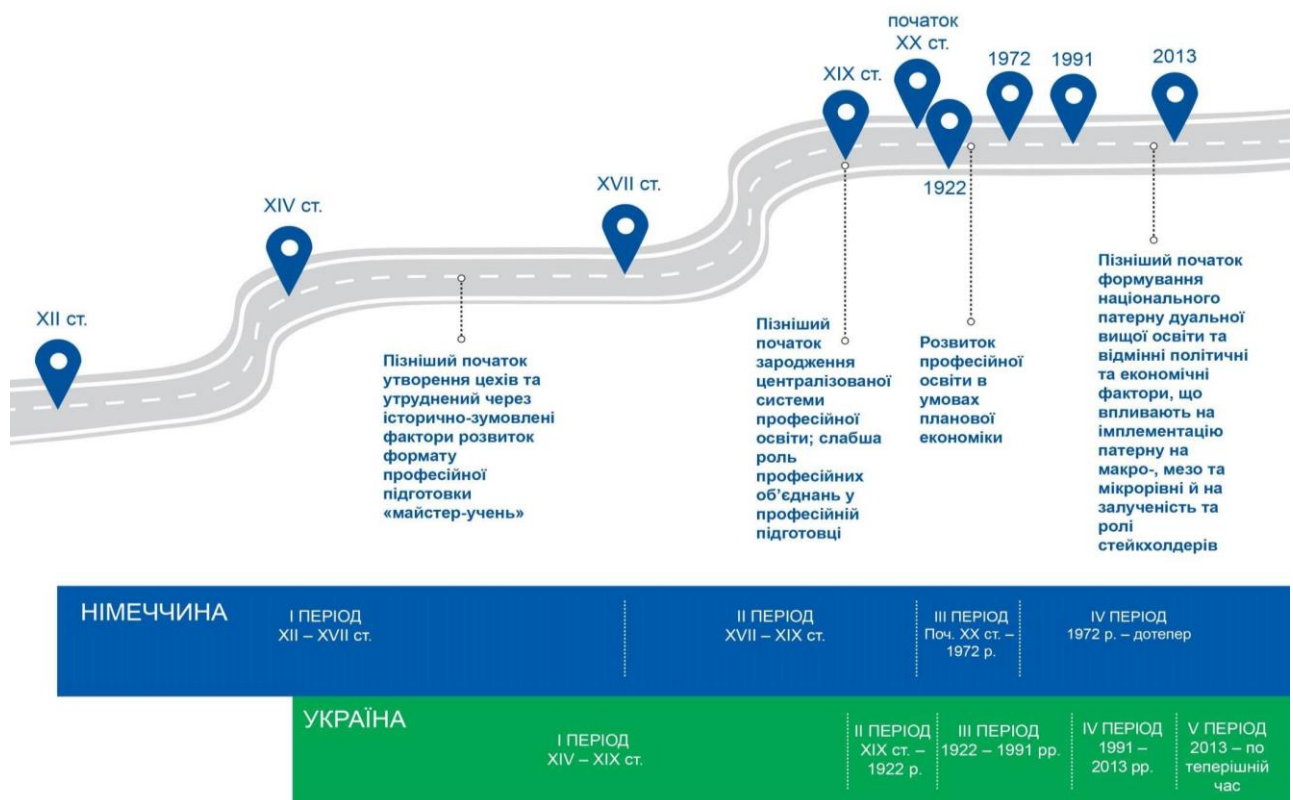 XII ст.
XIV ст.
XVII ст.
XIX ст.
початок
XX ст.
1922
1972
1991
2013
Пізніший початок
утворення цехів та
утруднений через
історично-зумовлені
фактори розвиток
формату
професійної
підготовки
«майстер-учень»
Пізніший
початок
зародження
централізованої
системи
професійної
освіти; слабша
роль
професійних
об’єднань у
професійній
підготовці
Розвиток
професійної
освіти в
умовах
планової
економіки
Пізніший початок
формування
національного
патерну дуальної
вищої освіти та
відмінні політичні
та економічні
фактори, що
впливають на
імплементацію
патерну на
макро-, мезо та
мікрорівні й на
залученість та
ролі
стейкхолдерів
НІМЕЧЧИНА
І ПЕРІОД
XII – XVII ст.
ІІ ПЕРІОД
XVII – XIX ст.
ІІІ ПЕРІОД
Поч. XX ст. –
1972 р.
IV ПЕРІОД
1972 р. – дотепер
УКРАЇНА
І ПЕРІОД
XIV – XIX ст.
ІІ ПЕРІОД
XIX ст. –
1922 р.
ІІІ ПЕРІОД
1922 – 1991 рр.
IV ПЕРІОД
1991 –
2013 рр.
V ПЕРІОД
2013 – по
теперішній
час